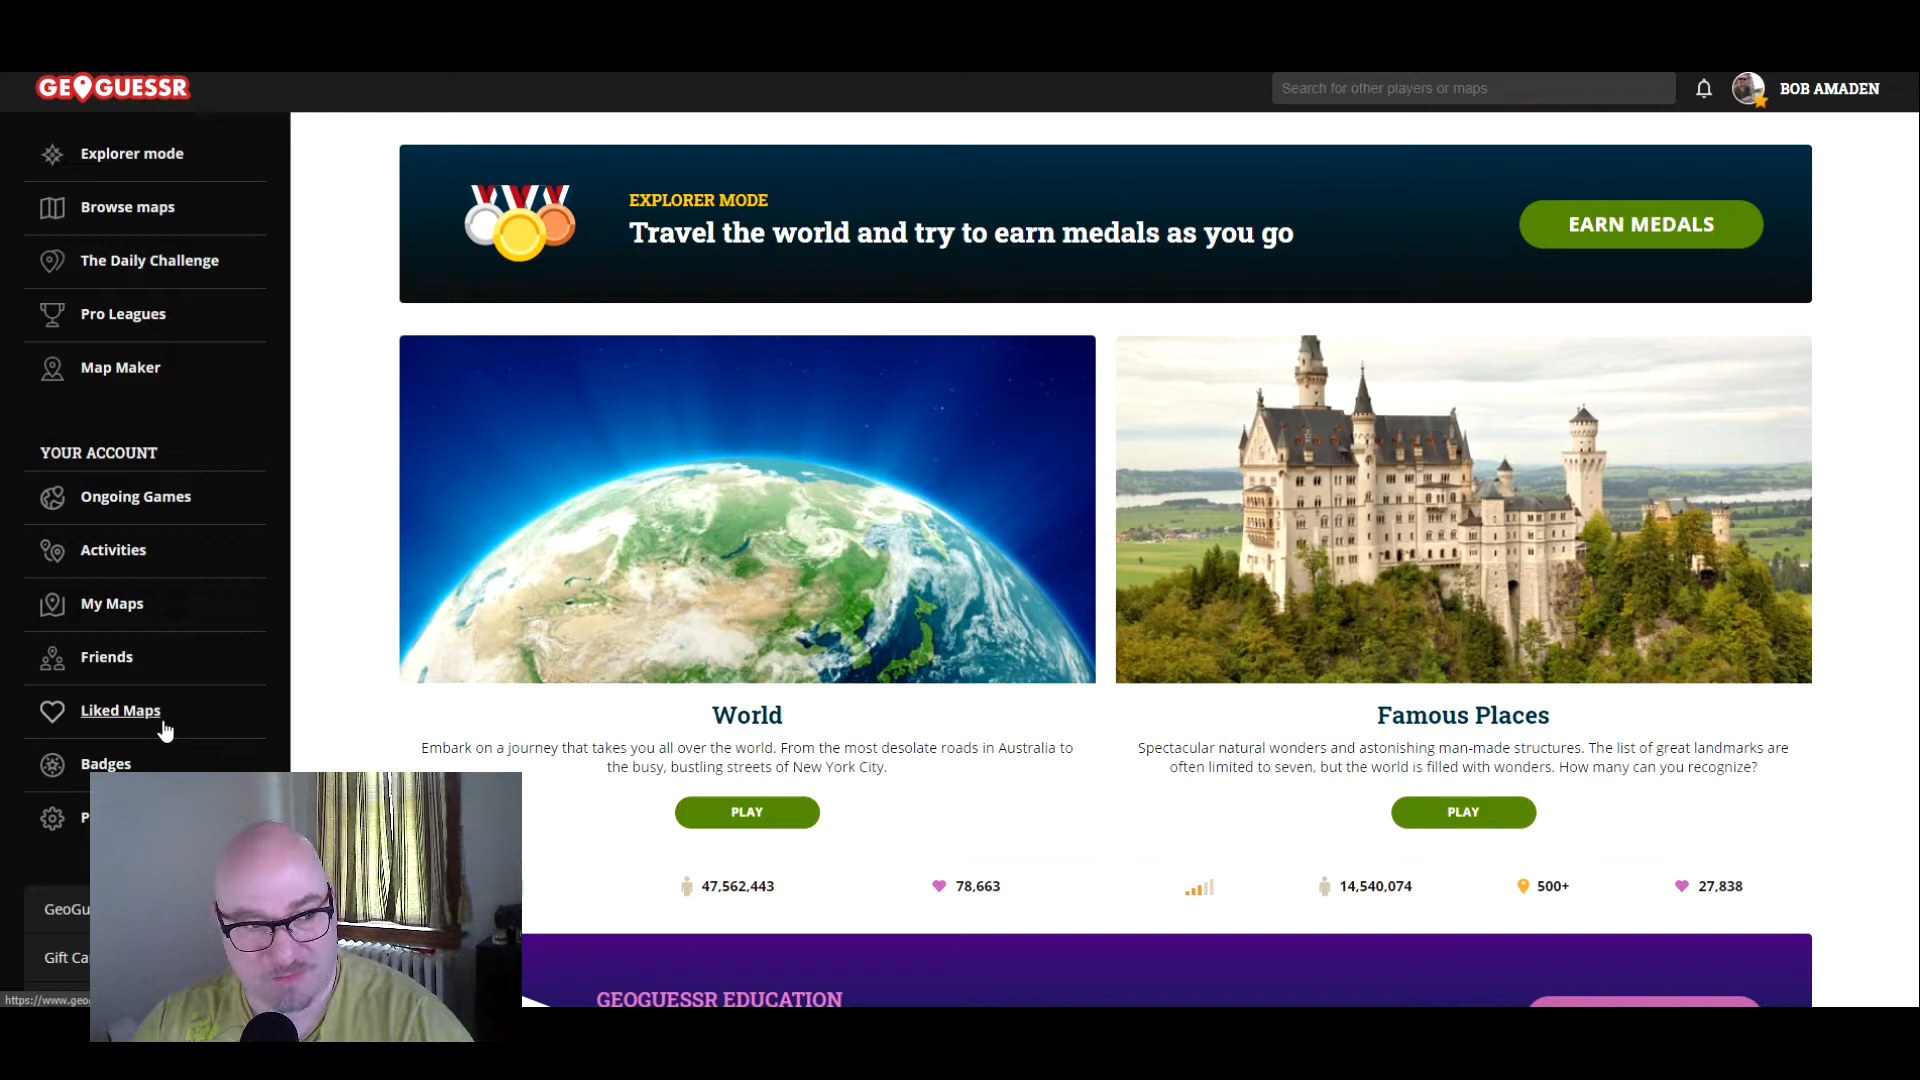 GEOGUESSR
Search for other players or maps
BOB AMADEN
Explorer mode
Browse maps
The Daily Challenge
Pro Leagues
Map Maker
YOUR ACCOUNT
Ongoing Games
Activities
My Maps
Friends
Liked Maps
Badges
P
GeoGu
Gift Ca
https://www.geo
EXPLORER MODE
Travel the world and try to earn medals as you go
EARN MEDALS
World
Embark on a journey that takes you all over the world. From the most desolate roads in Australia to
the busy, bustling streets of New York City.
PLAY
47,562,443
78,663
Famous Places
Spectacular natural wonders and astonishing man-made structures. The list of great landmarks are
often limited to seven, but the world is filled with wonders. How many can you recognize?
PLAY
14,540,074
500+
27,838
GEOGUESSR EDUCATION